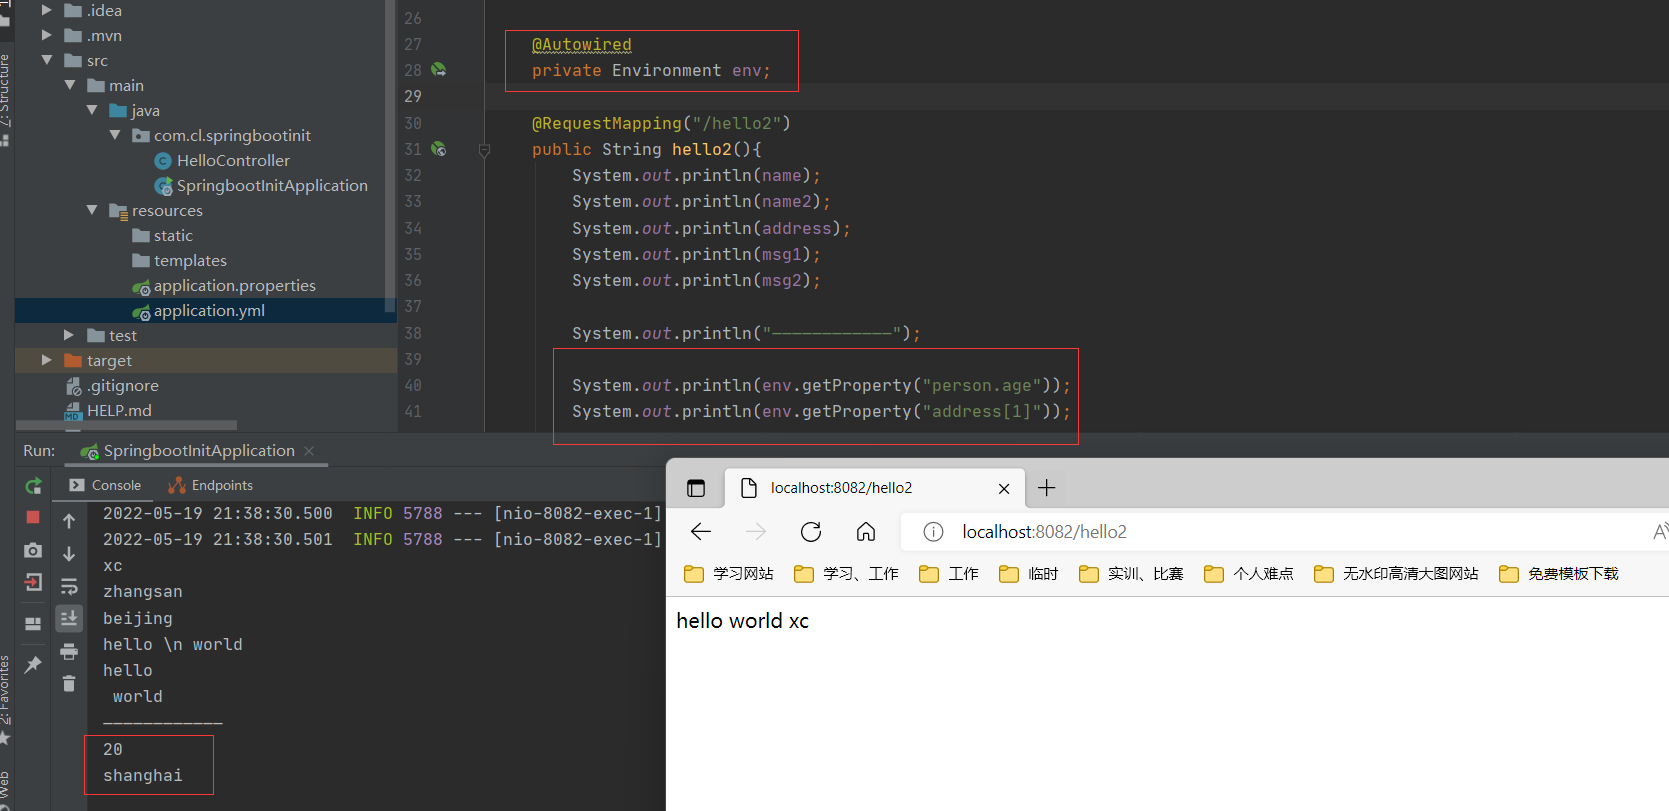 .idea
.mvn
src
main
java
com.cl.springbootinit
HelloController
SpringbootInitApplication
resources
static
templates
application.properties
application.yml
test
target
.gitignore
HELP.md
7: Structure
2: Favorites
Web
26
27 @Autowired
28 private Environment env;
29
30 @RequestMapping("/hello2")
31 public String hello2(){
32 System.out.println(name);
33 System.out.println(name2);
34 System.out.println(address);
35 System.out.println(msg1);
36 System.out.println(msg2);
37
38 System.out.println("————————————");
39
40 System.out.println(env.getProperty("person.age"));
41 System.out.println(env.getProperty("address[1]"));
Run: SpringbootInitApplication
Console Endpoints
2022-05-19 21:38:30.500 INFO 5788 --- [nio-8082-exec-1]
2022-05-19 21:38:30.501 INFO 5788 --- [nio-8082-exec-1]
xc
zhangsan
beijing
hello \n world
hello
world
————————————
20
shanghai
localhost:8082/hello2
localhost:8082/hello2
学习网站 学习、工作 工作 临时 实训、比赛 个人难点 无水印高清大图网站 免费模板下载
hello world xc